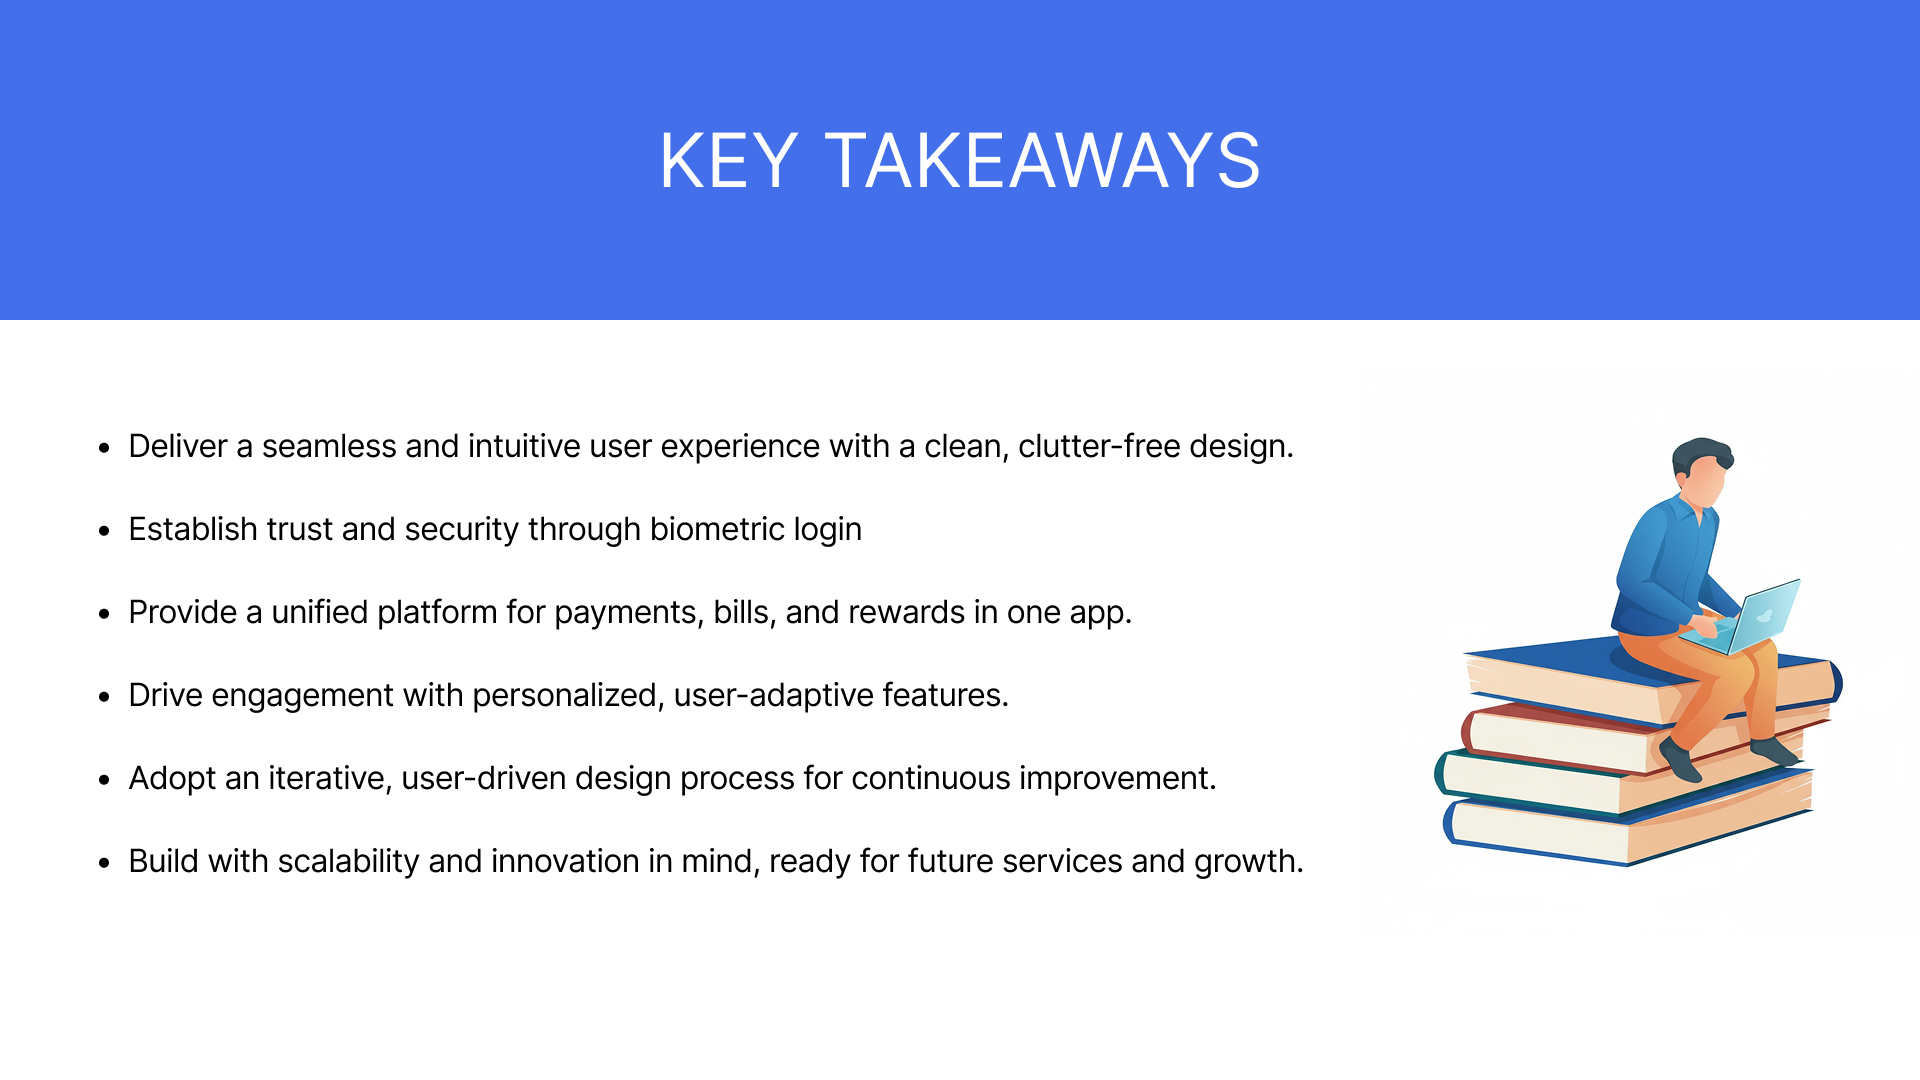 KEY TAKEAWAYS
• Deliver a seamless and intuitive user experience with a clean, clutter-free design.
• Establish trust and security through biometric login
• Provide a unified platform for payments, bills, and rewards in one app.
• Drive engagement with personalized, user-adaptive features.
• Adopt an iterative, user-driven design process for continuous improvement.
• Build with scalability and innovation in mind, ready for future services and growth.